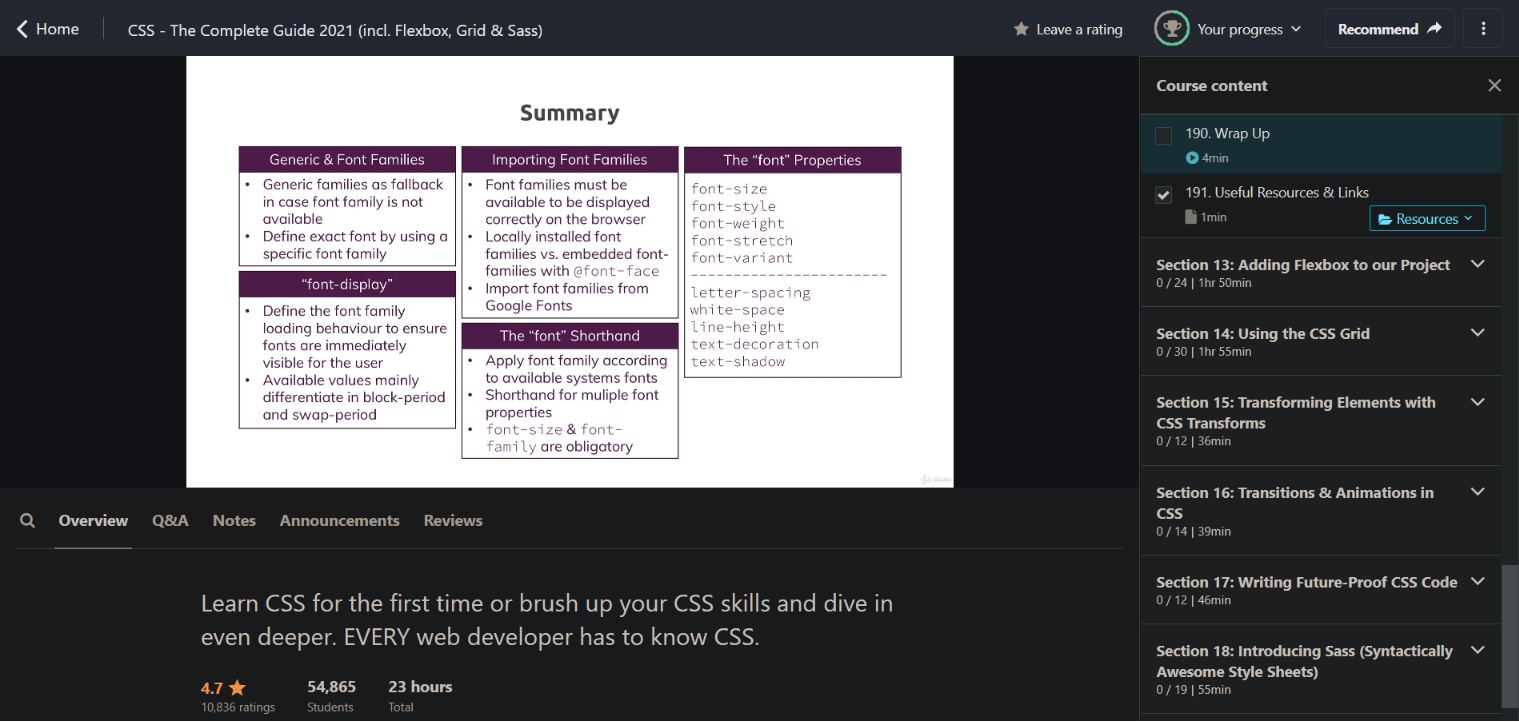 Home
CSS - The Complete Guide 2021 (incl. Flexbox, Grid & Sass)
Leave a rating
Your progress
Recommend
Summary
Generic & Font Families
• Generic families as fallback
in case font family is not
available
• Define exact font by using a
specific font family
"font-display"
• Define the font family
loading behaviour to ensure
fonts are immediately
visible for the user
• Available values mainly
differentiate in block-period
and swap-period
Importing Font Families
• Font families must be
available to be displayed
correctly on the browser
• Locally installed font
families vs. embedded font-
families with @font-face
• Import font families from
Google Fonts
The "font" Shorthand
• Apply font family according
to available systems fonts
• Shorthand for muliple font
properties
• font-size & font-
family are obligatory
The "font" Properties
font-size
font-style
font-weight
font-stretch
font-variant
-----------------------
letter-spacing
white-space
line-height
text-decoration
text-shadow
Udemy
Overview
Q&A
Notes
Announcements
Reviews
Learn CSS for the first time or brush up your CSS skills and dive in
even deeper. EVERY web developer has to know CSS.
4.7
54,865
23 hours
10,836 ratings
Students
Total
Course content
190. Wrap Up
4min
191. Useful Resources & Links
1min
Resources
Section 13: Adding Flexbox to our Project
0 / 24 | 1hr 50min
Section 14: Using the CSS Grid
0 / 30 | 1hr 55min
Section 15: Transforming Elements with
CSS Transforms
0 / 12 | 36min
Section 16: Transitions & Animations in
CSS
0 / 14 | 39min
Section 17: Writing Future-Proof CSS Code
0 / 12 | 46min
Section 18: Introducing Sass (Syntactically
Awesome Style Sheets)
0 / 19 | 55min